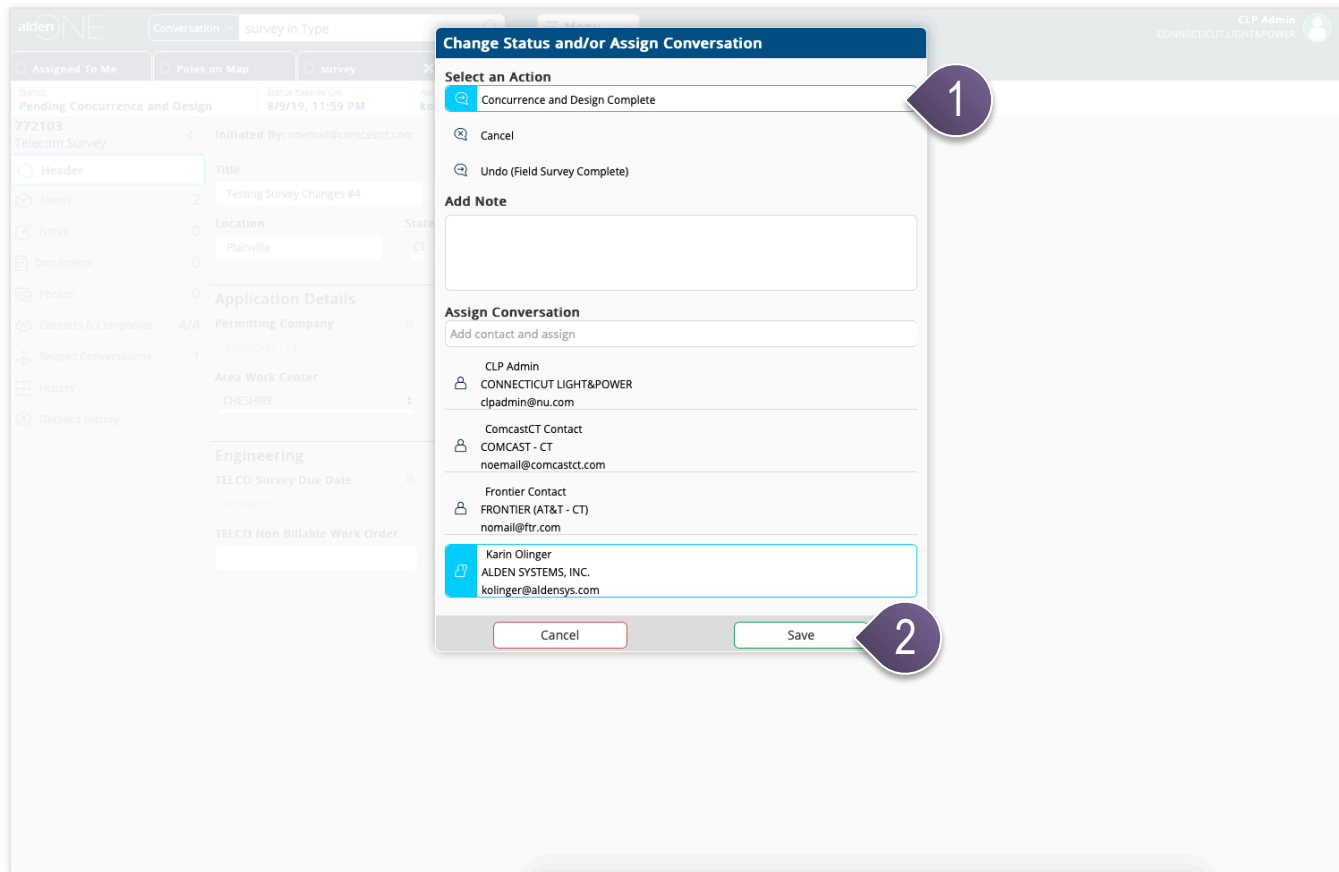 alden ONE
Conversation
survey in Type
Menu
CLP Admin
CONNECTICUT LIGHT&POWER
Assigned To Me
Poles on Map
survey
Status:
Pending Concurrence and Design
Status Expires On:
8/9/19, 11:59 PM
772103
Telecom Survey
Initiated By: noemail@comcastct.com
Header
Assets 2
Notes 0
Documents 0
Photos 0
Contacts & Companies 4/4
Related Conversations 1
History
Detailed History
Title
Testing Survey Changes #4
Location
State
Plainville
CT
Application Details
Permitting Company
COMCAST - CT
Area Work Center
CHESHIRE
Engineering
TELCO Survey Due Date
TELCO Non Billable Work Order
Change Status and/or Assign Conversation
Select an Action
Concurrence and Design Complete
1
Cancel
Undo (Field Survey Complete)
Add Note
Assign Conversation
Add contact and assign
CLP Admin
CONNECTICUT LIGHT&POWER
clpadmin@nu.com
ComcastCT Contact
COMCAST - CT
noemail@comcastct.com
Frontier Contact
FRONTIER (AT&T - CT)
nomail@ftr.com
Karin Olinger
ALDEN SYSTEMS, INC.
kolinger@aldensys.com
Cancel
Save
2